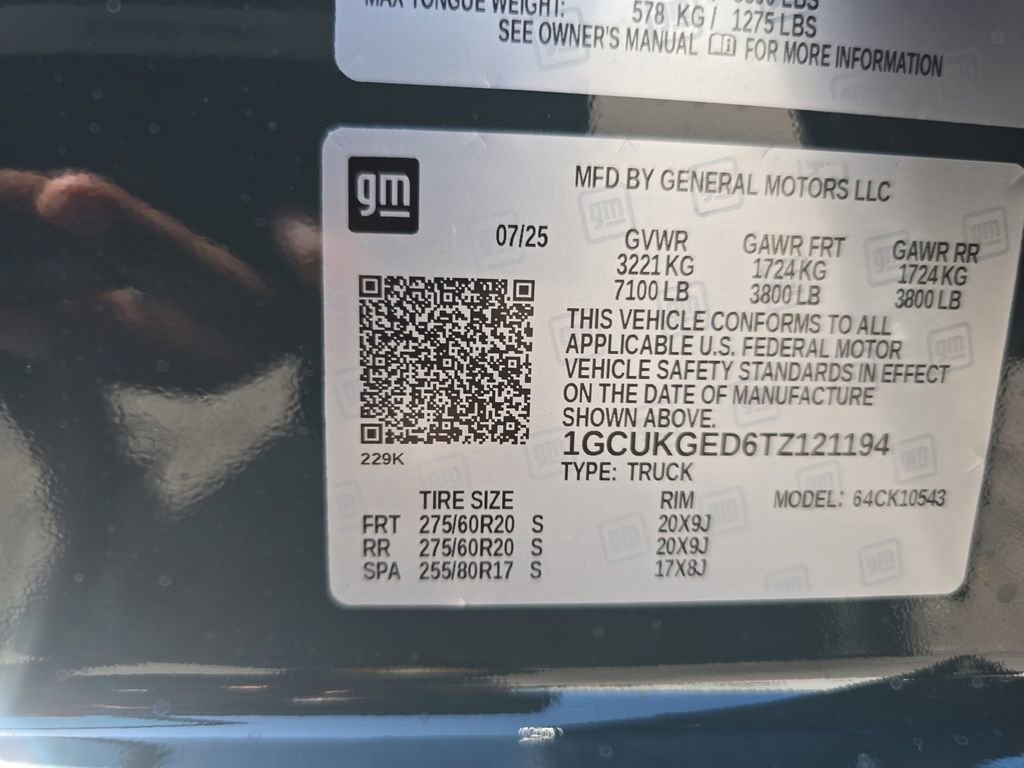 MAX TONGUE WEIGHT: 578 KG / 1275 LBS
SEE OWNER'S MANUAL FOR MORE INFORMATION
gm
MFD BY GENERAL MOTORS LLC
07/25
GVWR GAWR FRT GAWR RR
3221 KG 1724 KG 1724 KG
7100 LB 3800 LB 3800 LB
THIS VEHICLE CONFORMS TO ALL
APPLICABLE U.S. FEDERAL MOTOR
VEHICLE SAFETY STANDARDS IN EFFECT
ON THE DATE OF MANUFACTURE
SHOWN ABOVE.
1GCUKGED6TZ121194
229K
TYPE: TRUCK
TIRE SIZE RIM MODEL: 64CK10543
FRT 275/60R20 S 20X9J
RR 275/60R20 S 20X9J
SPA 255/80R17 S 17X8J